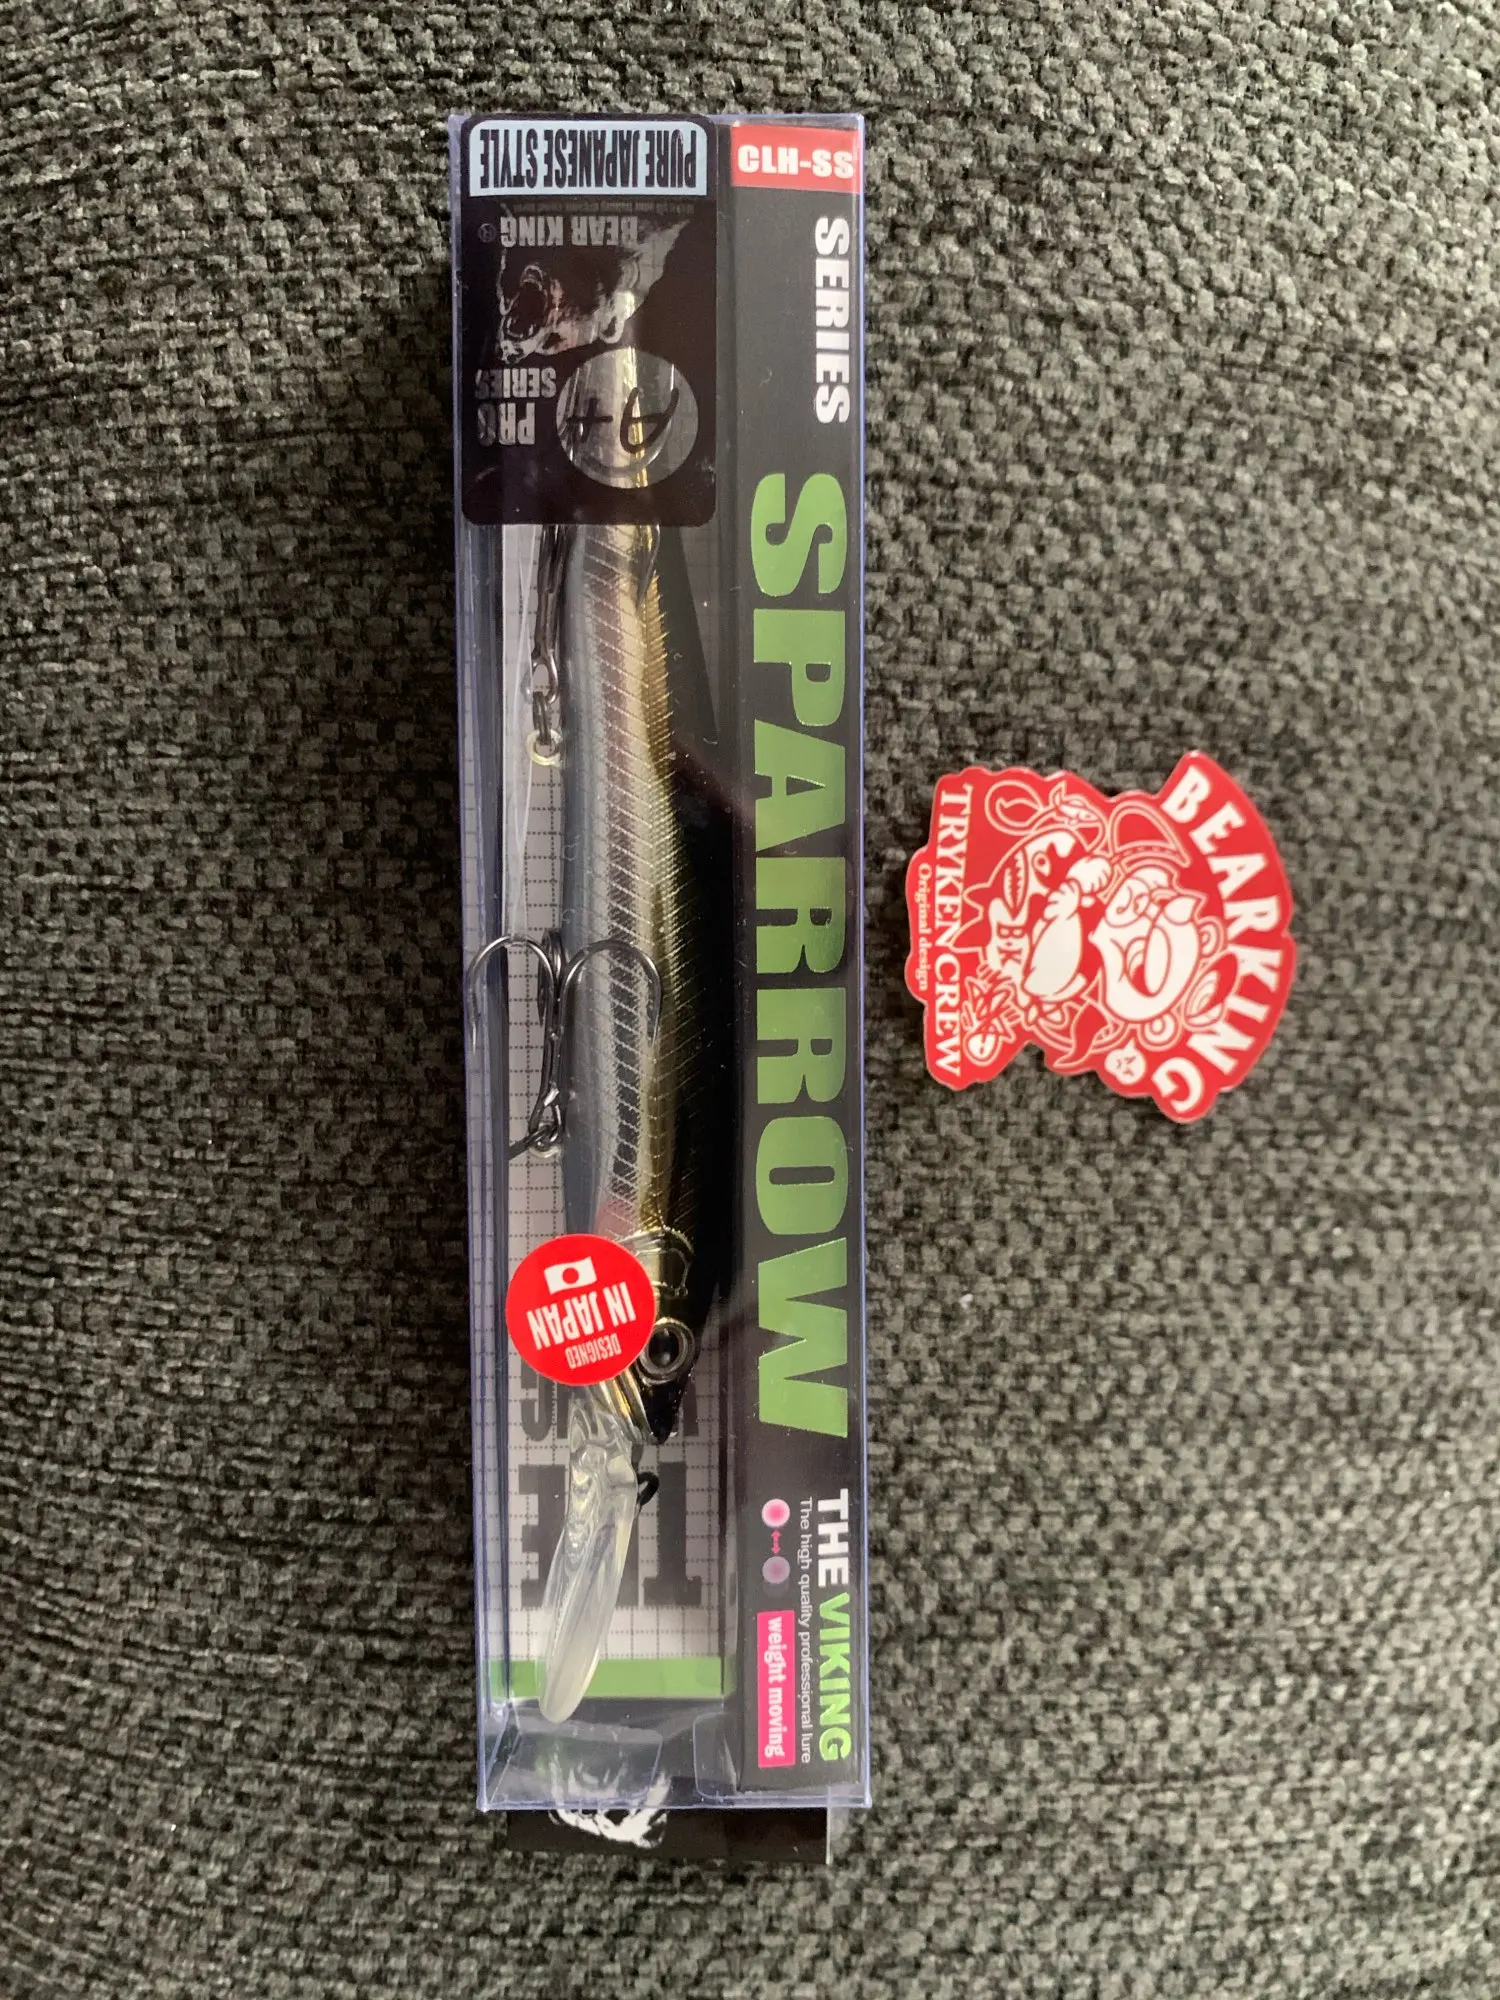 PURE JAPANESE STYLE
BEAR KING®
PRO
SERIES
A+
CLH-SS
SERIES
SPARROW
THE VIKING
The high quality professional lure
weight moving
DESIGNED
IN JAPAN
BEARKING
B·K
TRYKEN CREW
Original design